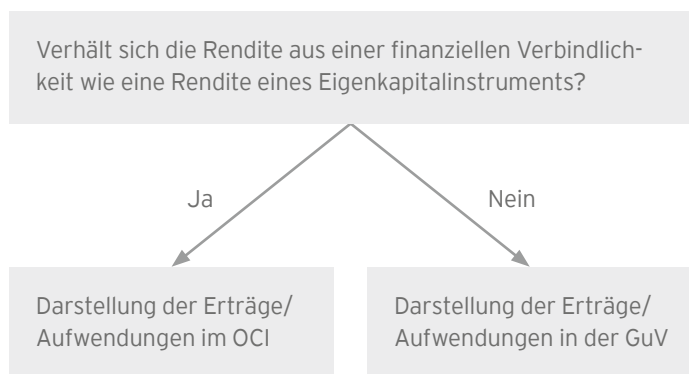 Verhält sich die Rendite aus einer finanziellen Verbindlich-
keit wie eine Rendite eines Eigenkapitalinstruments?
Ja
Nein
Darstellung der Erträge/
Aufwendungen im OCI
Darstellung der Erträge/
Aufwendungen in der GuV